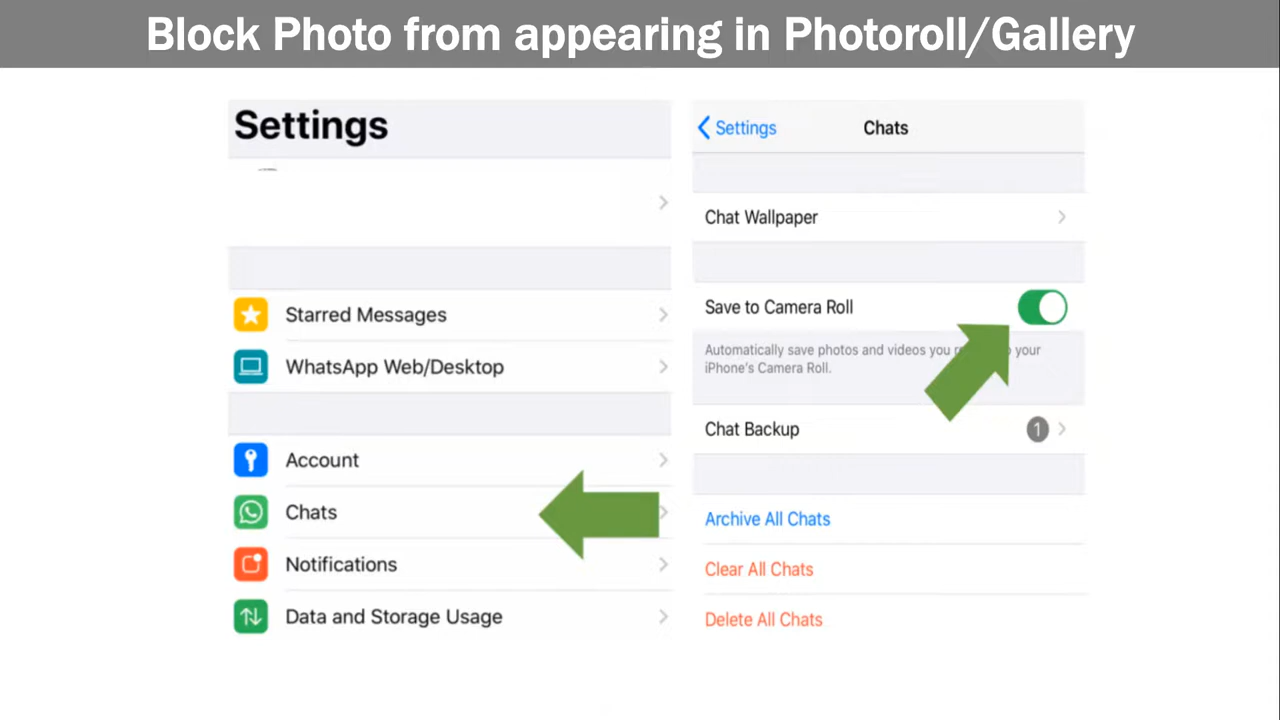 Block Photo from appearing in Photoroll/Gallery
Settings
Starred Messages
WhatsApp Web/Desktop
Account
Chats
Notifications
Data and Storage Usage
Settings
Chats
Chat Wallpaper
Save to Camera Roll
Automatically save photos and videos you your
iPhone's Camera Roll.
Chat Backup
1
Archive All Chats
Clear All Chats
Delete All Chats